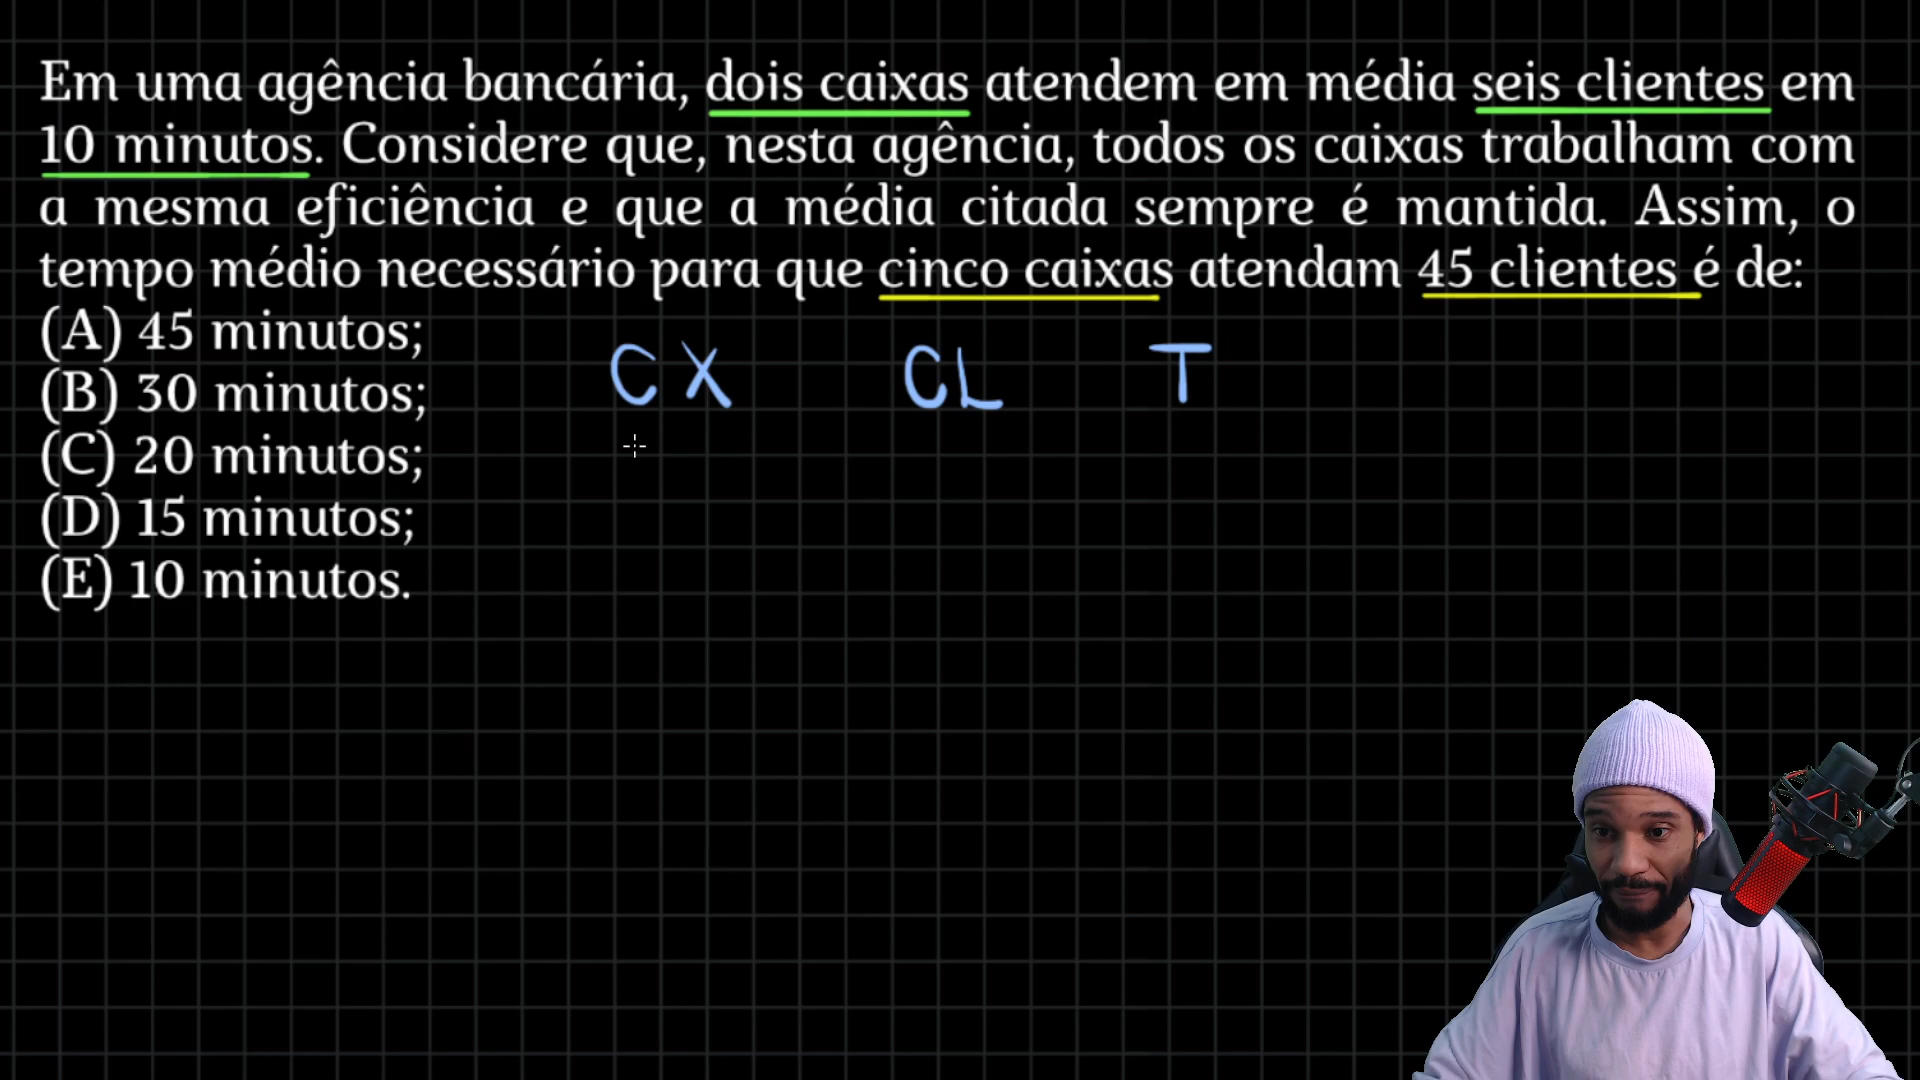 Em uma agência bancária, dois caixas atendem em média seis clientes em
10 minutos. Considere que, nesta agência, todos os caixas trabalham com
a mesma eficiência e que a média citada sempre é mantida. Assim, o
tempo médio necessário para que cinco caixas atendam 45 clientes é de:
(A) 45 minutos;
(B) 30 minutos;
(C) 20 minutos;
(D) 15 minutos;
(E) 10 minutos.
CX CL T